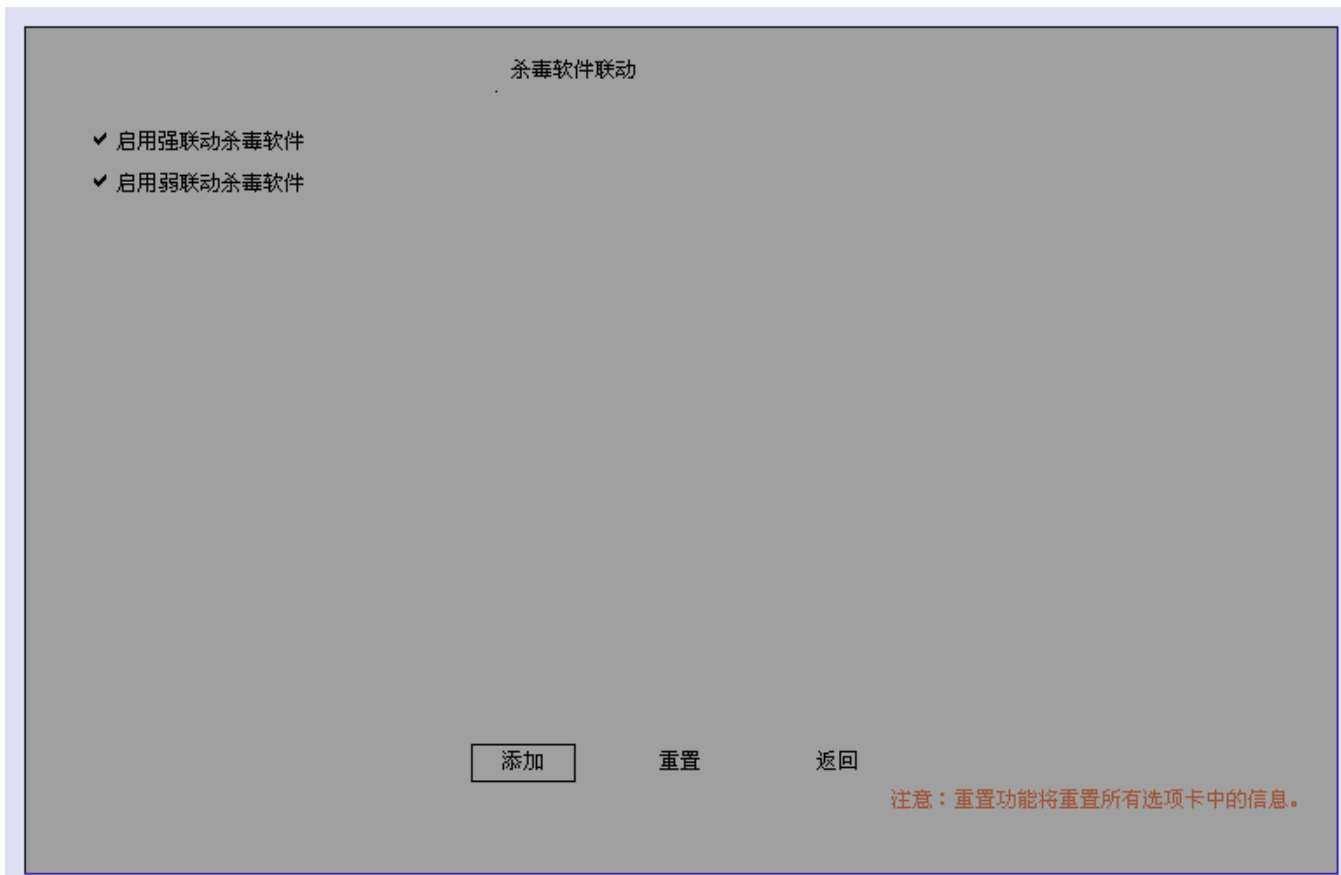 杀毒软件联动
启用强联动杀毒软件
启用弱联动杀毒软件
添加 重置 返回
注意：重置功能将重置所有选项卡中的信息。